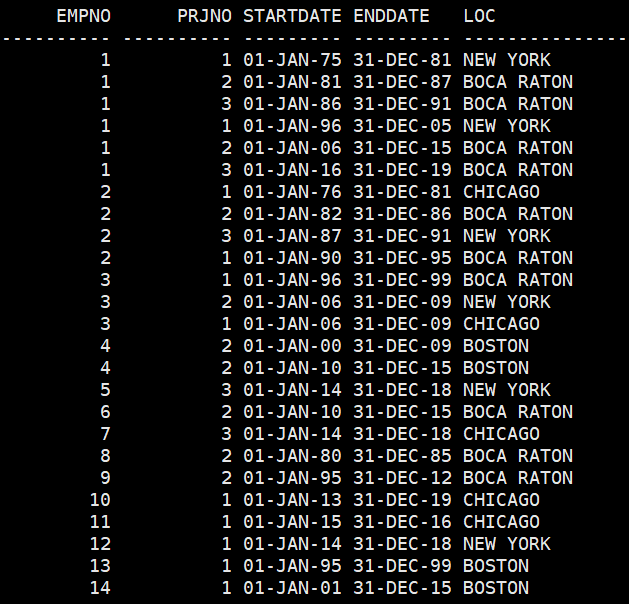 EMPNO      PRJNO STARTDATE ENDDATE   LOC
---------- ---------- --------- --------- ---------------
         1          1 01-JAN-75 31-DEC-81 NEW YORK
         1          2 01-JAN-81 31-DEC-87 BOCA RATON
         1          3 01-JAN-86 31-DEC-91 BOCA RATON
         1          1 01-JAN-96 31-DEC-05 NEW YORK
         1          2 01-JAN-06 31-DEC-15 BOCA RATON
         1          3 01-JAN-16 31-DEC-19 BOCA RATON
         2          1 01-JAN-76 31-DEC-81 CHICAGO
         2          2 01-JAN-82 31-DEC-86 BOCA RATON
         2          3 01-JAN-87 31-DEC-91 NEW YORK
         2          1 01-JAN-90 31-DEC-95 BOCA RATON
         3          1 01-JAN-96 31-DEC-99 BOCA RATON
         3          2 01-JAN-06 31-DEC-09 NEW YORK
         3          1 01-JAN-06 31-DEC-09 CHICAGO
         4          2 01-JAN-00 31-DEC-09 BOSTON
         4          2 01-JAN-10 31-DEC-15 BOSTON
         5          3 01-JAN-14 31-DEC-18 NEW YORK
         6          2 01-JAN-10 31-DEC-15 BOCA RATON
         7          3 01-JAN-14 31-DEC-18 CHICAGO
         8          2 01-JAN-80 31-DEC-85 BOCA RATON
         9          2 01-JAN-95 31-DEC-12 BOCA RATON
        10          1 01-JAN-13 31-DEC-19 CHICAGO
        11          1 01-JAN-15 31-DEC-16 CHICAGO
        12          1 01-JAN-14 31-DEC-18 NEW YORK
        13          1 01-JAN-95 31-DEC-99 BOSTON
        14          1 01-JAN-01 31-DEC-15 BOSTON